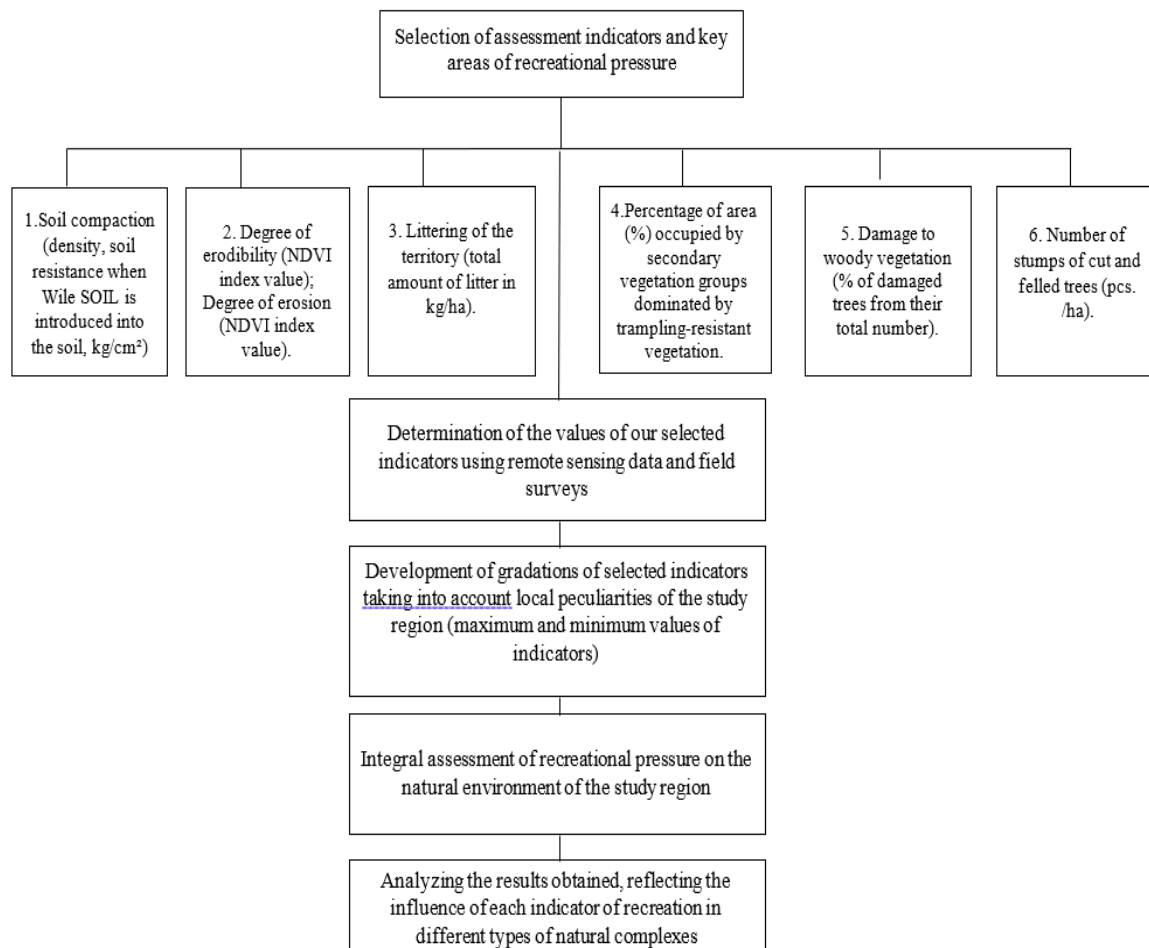 Selection of assessment indicators and key
areas of recreational pressure
1.Soil compaction
(density, soil
resistance when
Wile SOIL is
introduced into
the soil, kg/cm²)
2. Degree of
erodibility (NDVI
index value);
Degree of erosion
(NDVI index
value).
3. Littering of the
territory (total
amount of litter in
kg/ha).
4.Percentage of area
(%) occupied by
secondary
vegetation groups
dominated by
trampling-resistant
vegetation.
5. Damage to
woody vegetation
(% of damaged
trees from their
total number).
6. Number of
stumps of cut and
felled trees (pcs.
/ha).
Determination of the values of our selected
indicators using remote sensing data and field
surveys
Development of gradations of selected indicators
taking into account local peculiarities of the study
region (maximum and minimum values of
indicators)
Integral assessment of recreational pressure on the
natural environment of the study region
Analyzing the results obtained, reflecting the
influence of each indicator of recreation in
different types of natural complexes